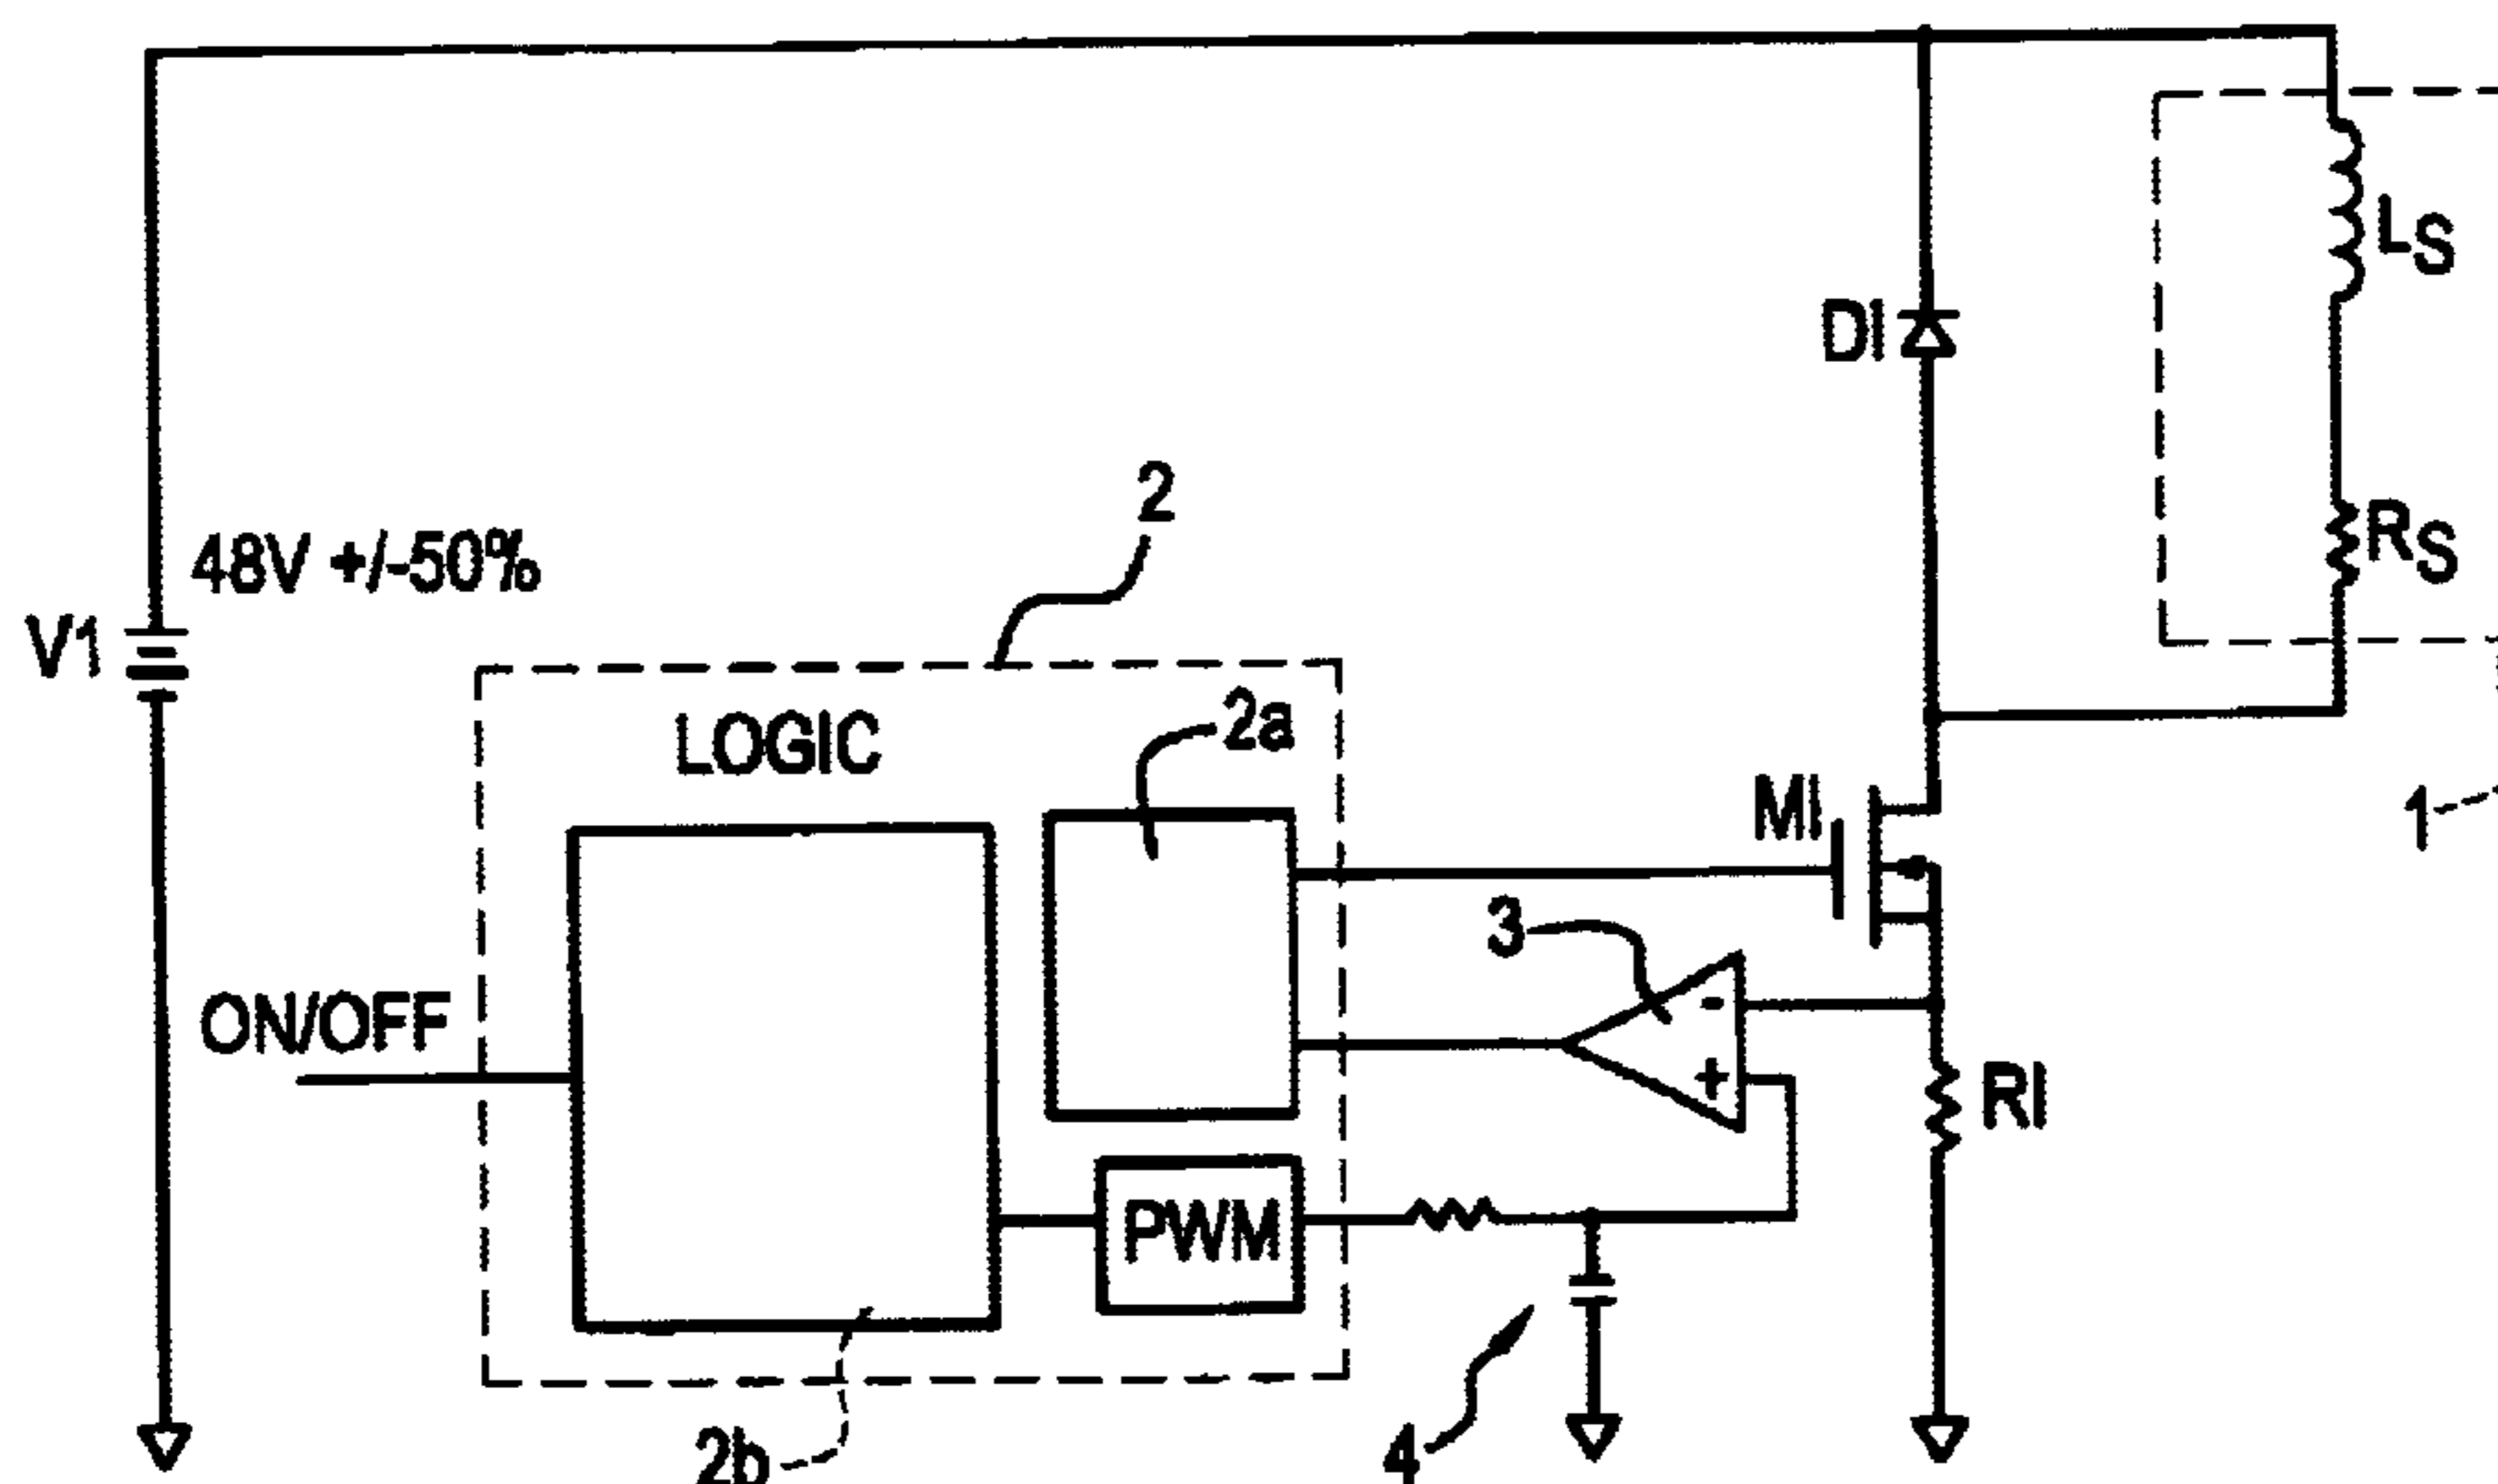 LS
DI
2
48V +/-50%
RS
V1
2a
LOGIC
MI
1
3
-
ON/OFF
+
RI
PWM
2b
4